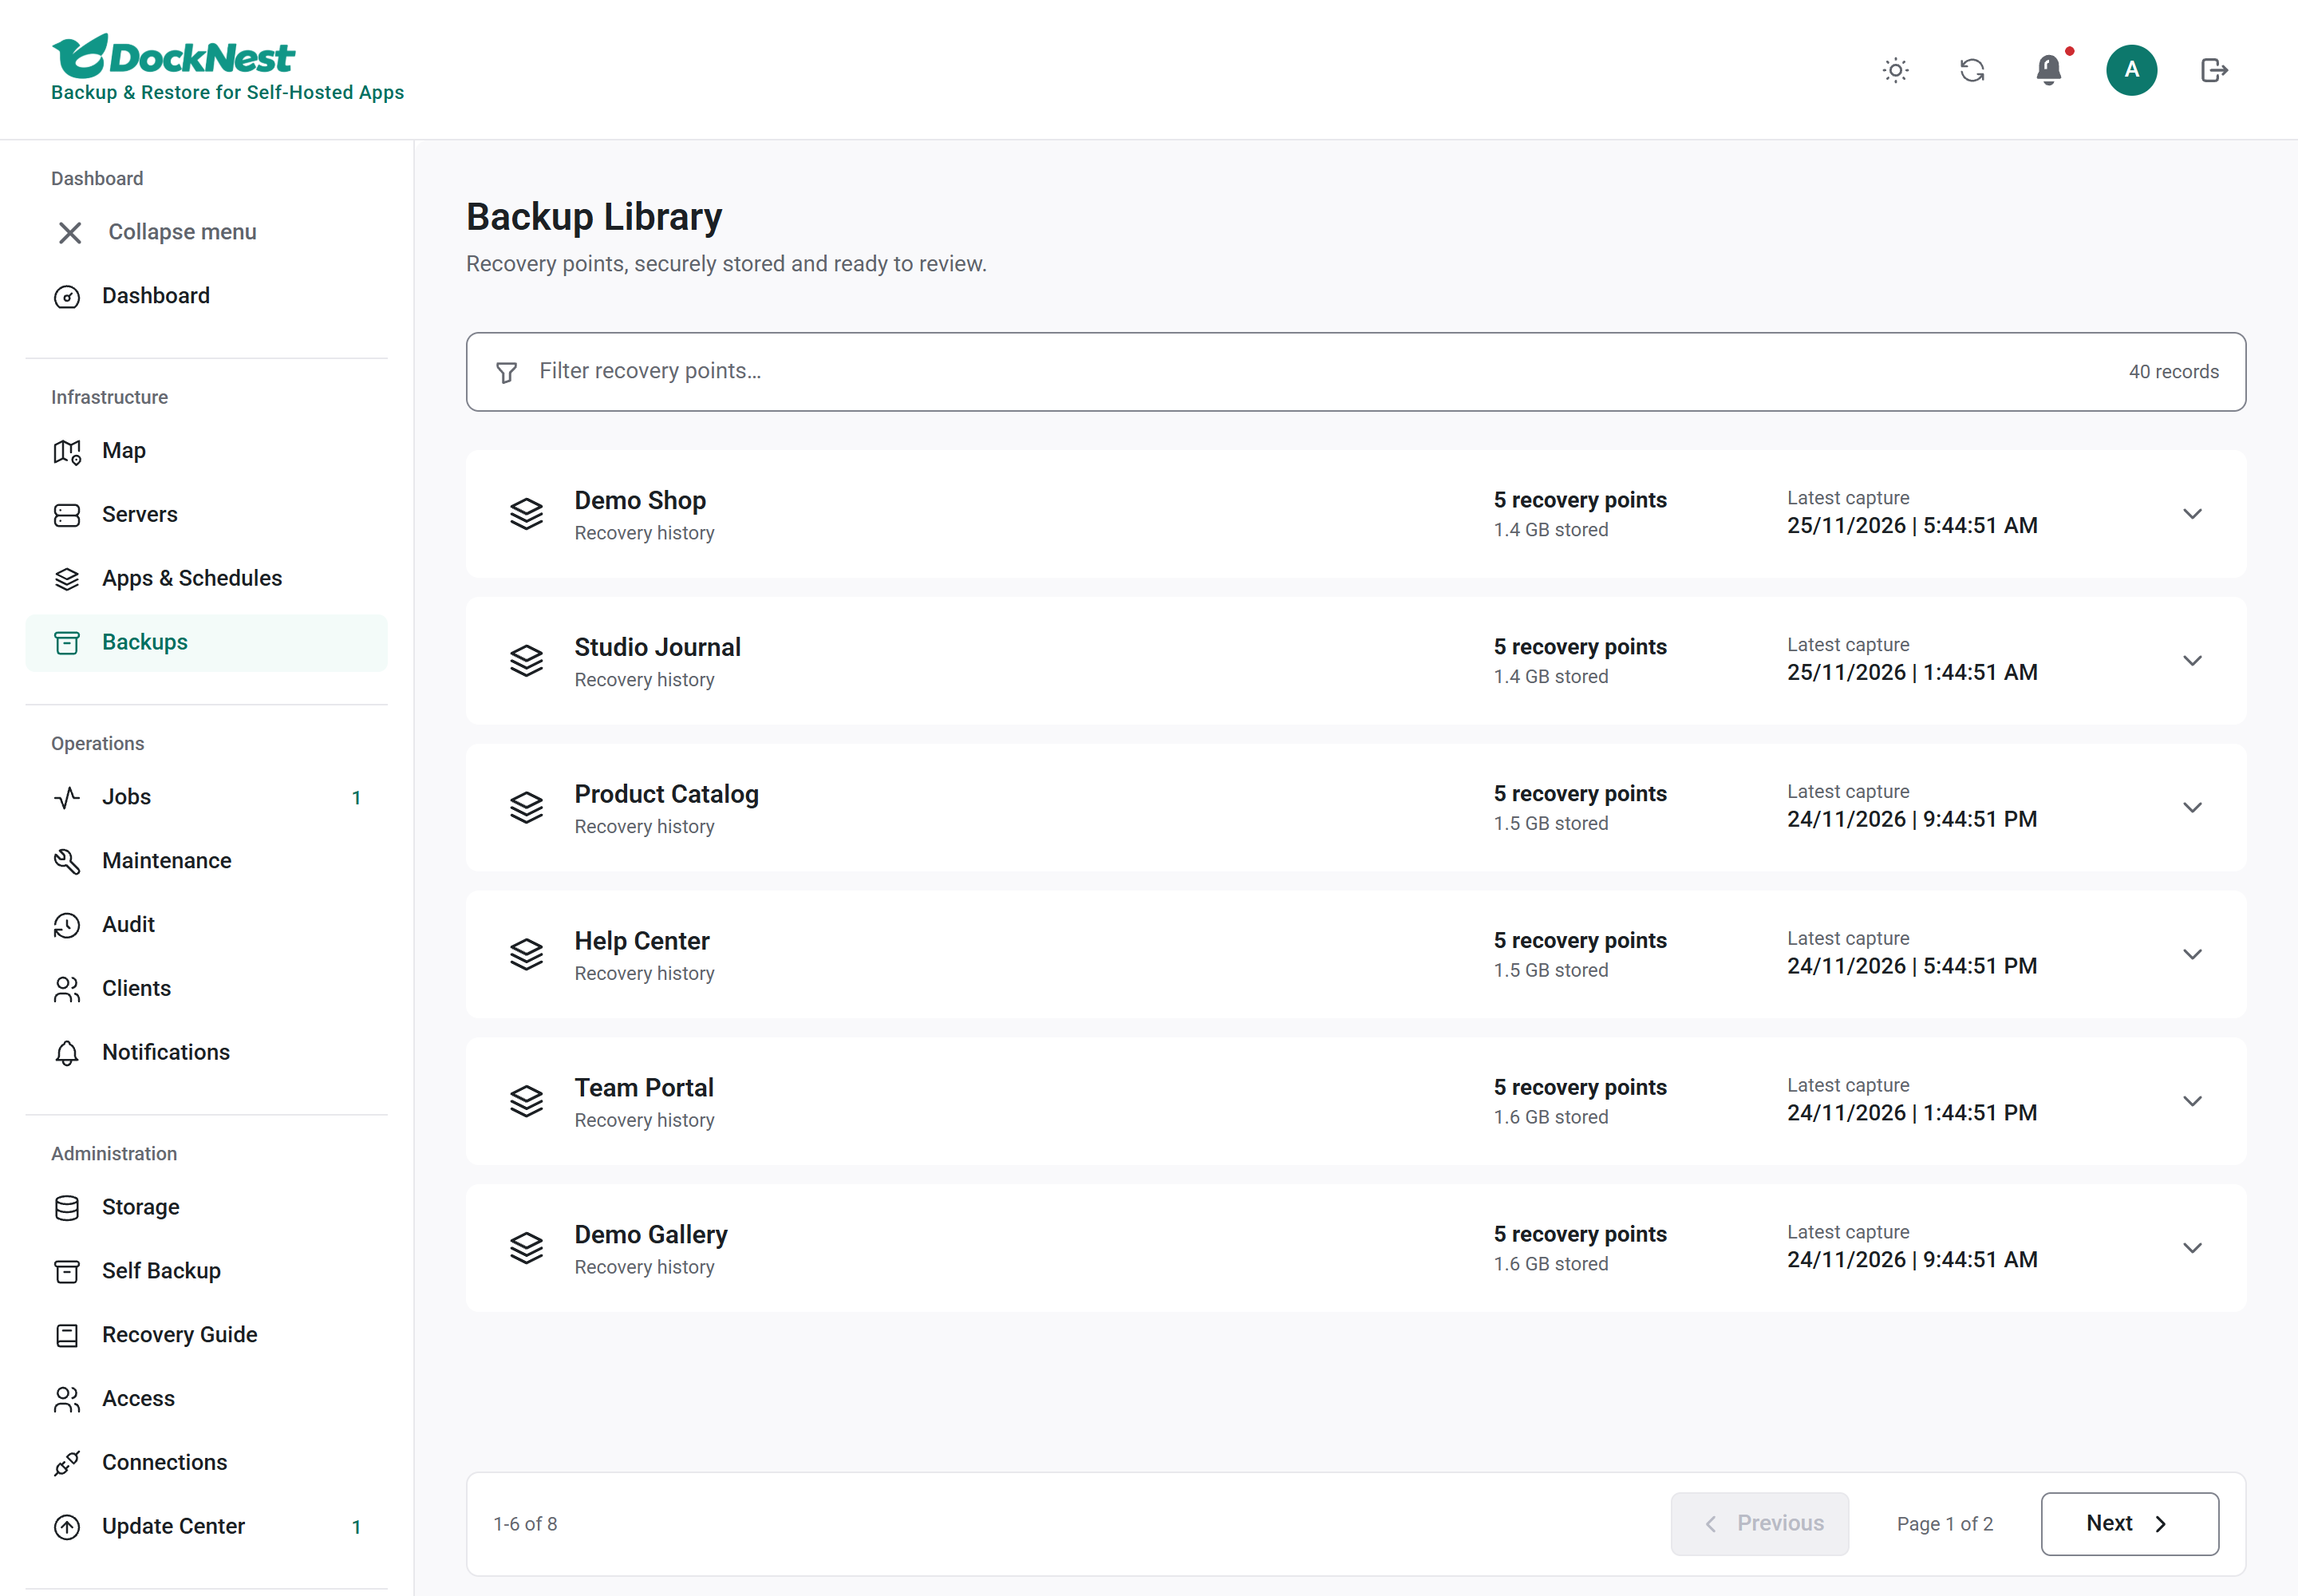 DockNest
Backup & Restore for Self-Hosted Apps
A
Dashboard
Collapse menu
Dashboard
Infrastructure
Map
Servers
Apps & Schedules
Backups
Operations
Jobs 1
Maintenance
Audit
Clients
Notifications
Administration
Storage
Self Backup
Recovery Guide
Access
Connections
Update Center 1
Backup Library
Recovery points, securely stored and ready to review.
Filter recovery points... 40 records
Demo Shop
Recovery history
5 recovery points
1.4 GB stored
Latest capture
25/11/2026 | 5:44:51 AM
Studio Journal
Recovery history
5 recovery points
1.4 GB stored
Latest capture
25/11/2026 | 1:44:51 AM
Product Catalog
Recovery history
5 recovery points
1.5 GB stored
Latest capture
24/11/2026 | 9:44:51 PM
Help Center
Recovery history
5 recovery points
1.5 GB stored
Latest capture
24/11/2026 | 5:44:51 PM
Team Portal
Recovery history
5 recovery points
1.6 GB stored
Latest capture
24/11/2026 | 1:44:51 PM
Demo Gallery
Recovery history
5 recovery points
1.6 GB stored
Latest capture
24/11/2026 | 9:44:51 AM
1-6 of 8
Previous
Page 1 of 2
Next